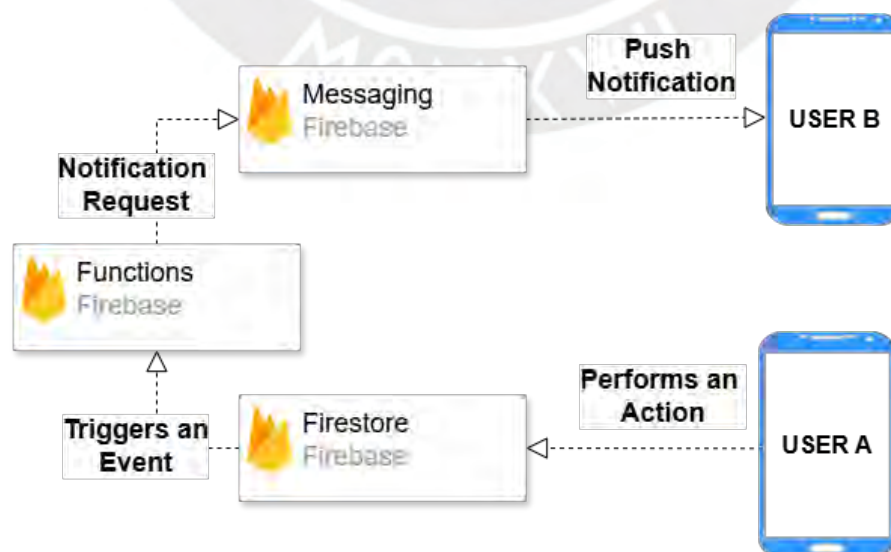 Push
Notification
Messaging
Firebase
USER B
Notification
Request
Functions
Firebase
Performs an
Action
Firestore
Firebase
Triggers an
Event
USER A